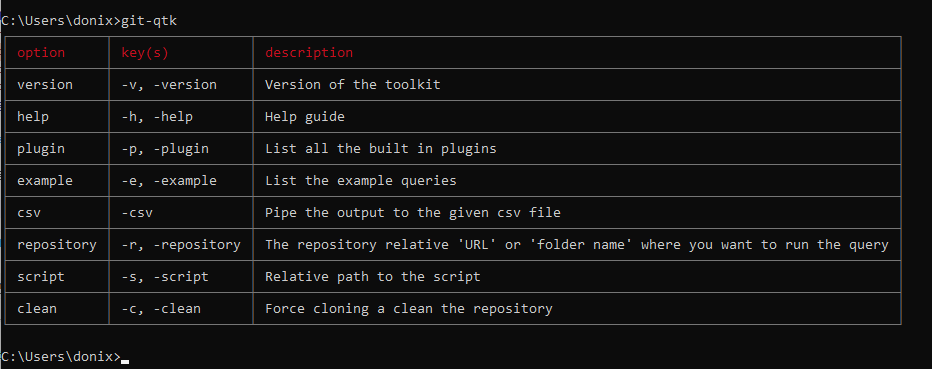 C:\Users\donix>git-qtk
option key(s) description
version -v, -version Version of the toolkit
help -h, -help Help guide
plugin -p, -plugin List all the built in plugins
example -e, -example List the example queries
csv -csv Pipe the output to the given csv file
repository -r, -repository The repository relative 'URL' or 'folder name' where you want to run the query
script -s, -script Relative path to the script
clean -c, -clean Force cloning a clean the repository
C:\Users\donix>